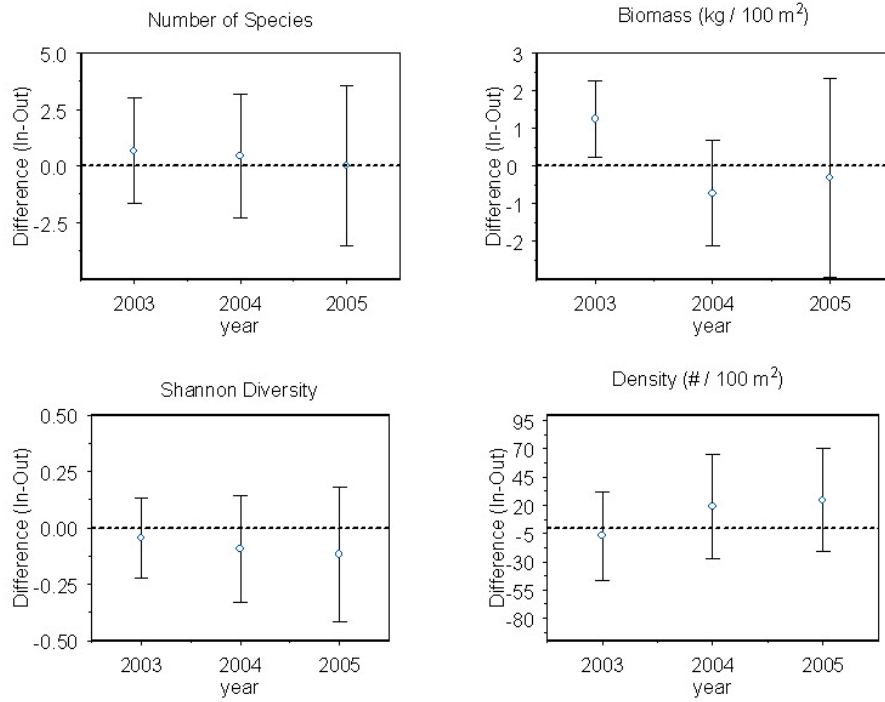 Number of Species
Difference (In-Out)
5.0
2.5
0.0
-2.5
2003 2004 2005
year
Biomass (kg / 100 m²)
Difference (In-Out)
3
2
1
0
-1
-2
2003 2004 2005
year
Shannon Diversity
Difference (In-Out)
0.50
0.25
0.00
-0.25
-0.50
2003 2004 2005
year
Density (# / 100 m²)
Difference (In-Out)
95
70
45
20
-5
-30
-55
-80
2003 2004 2005
year